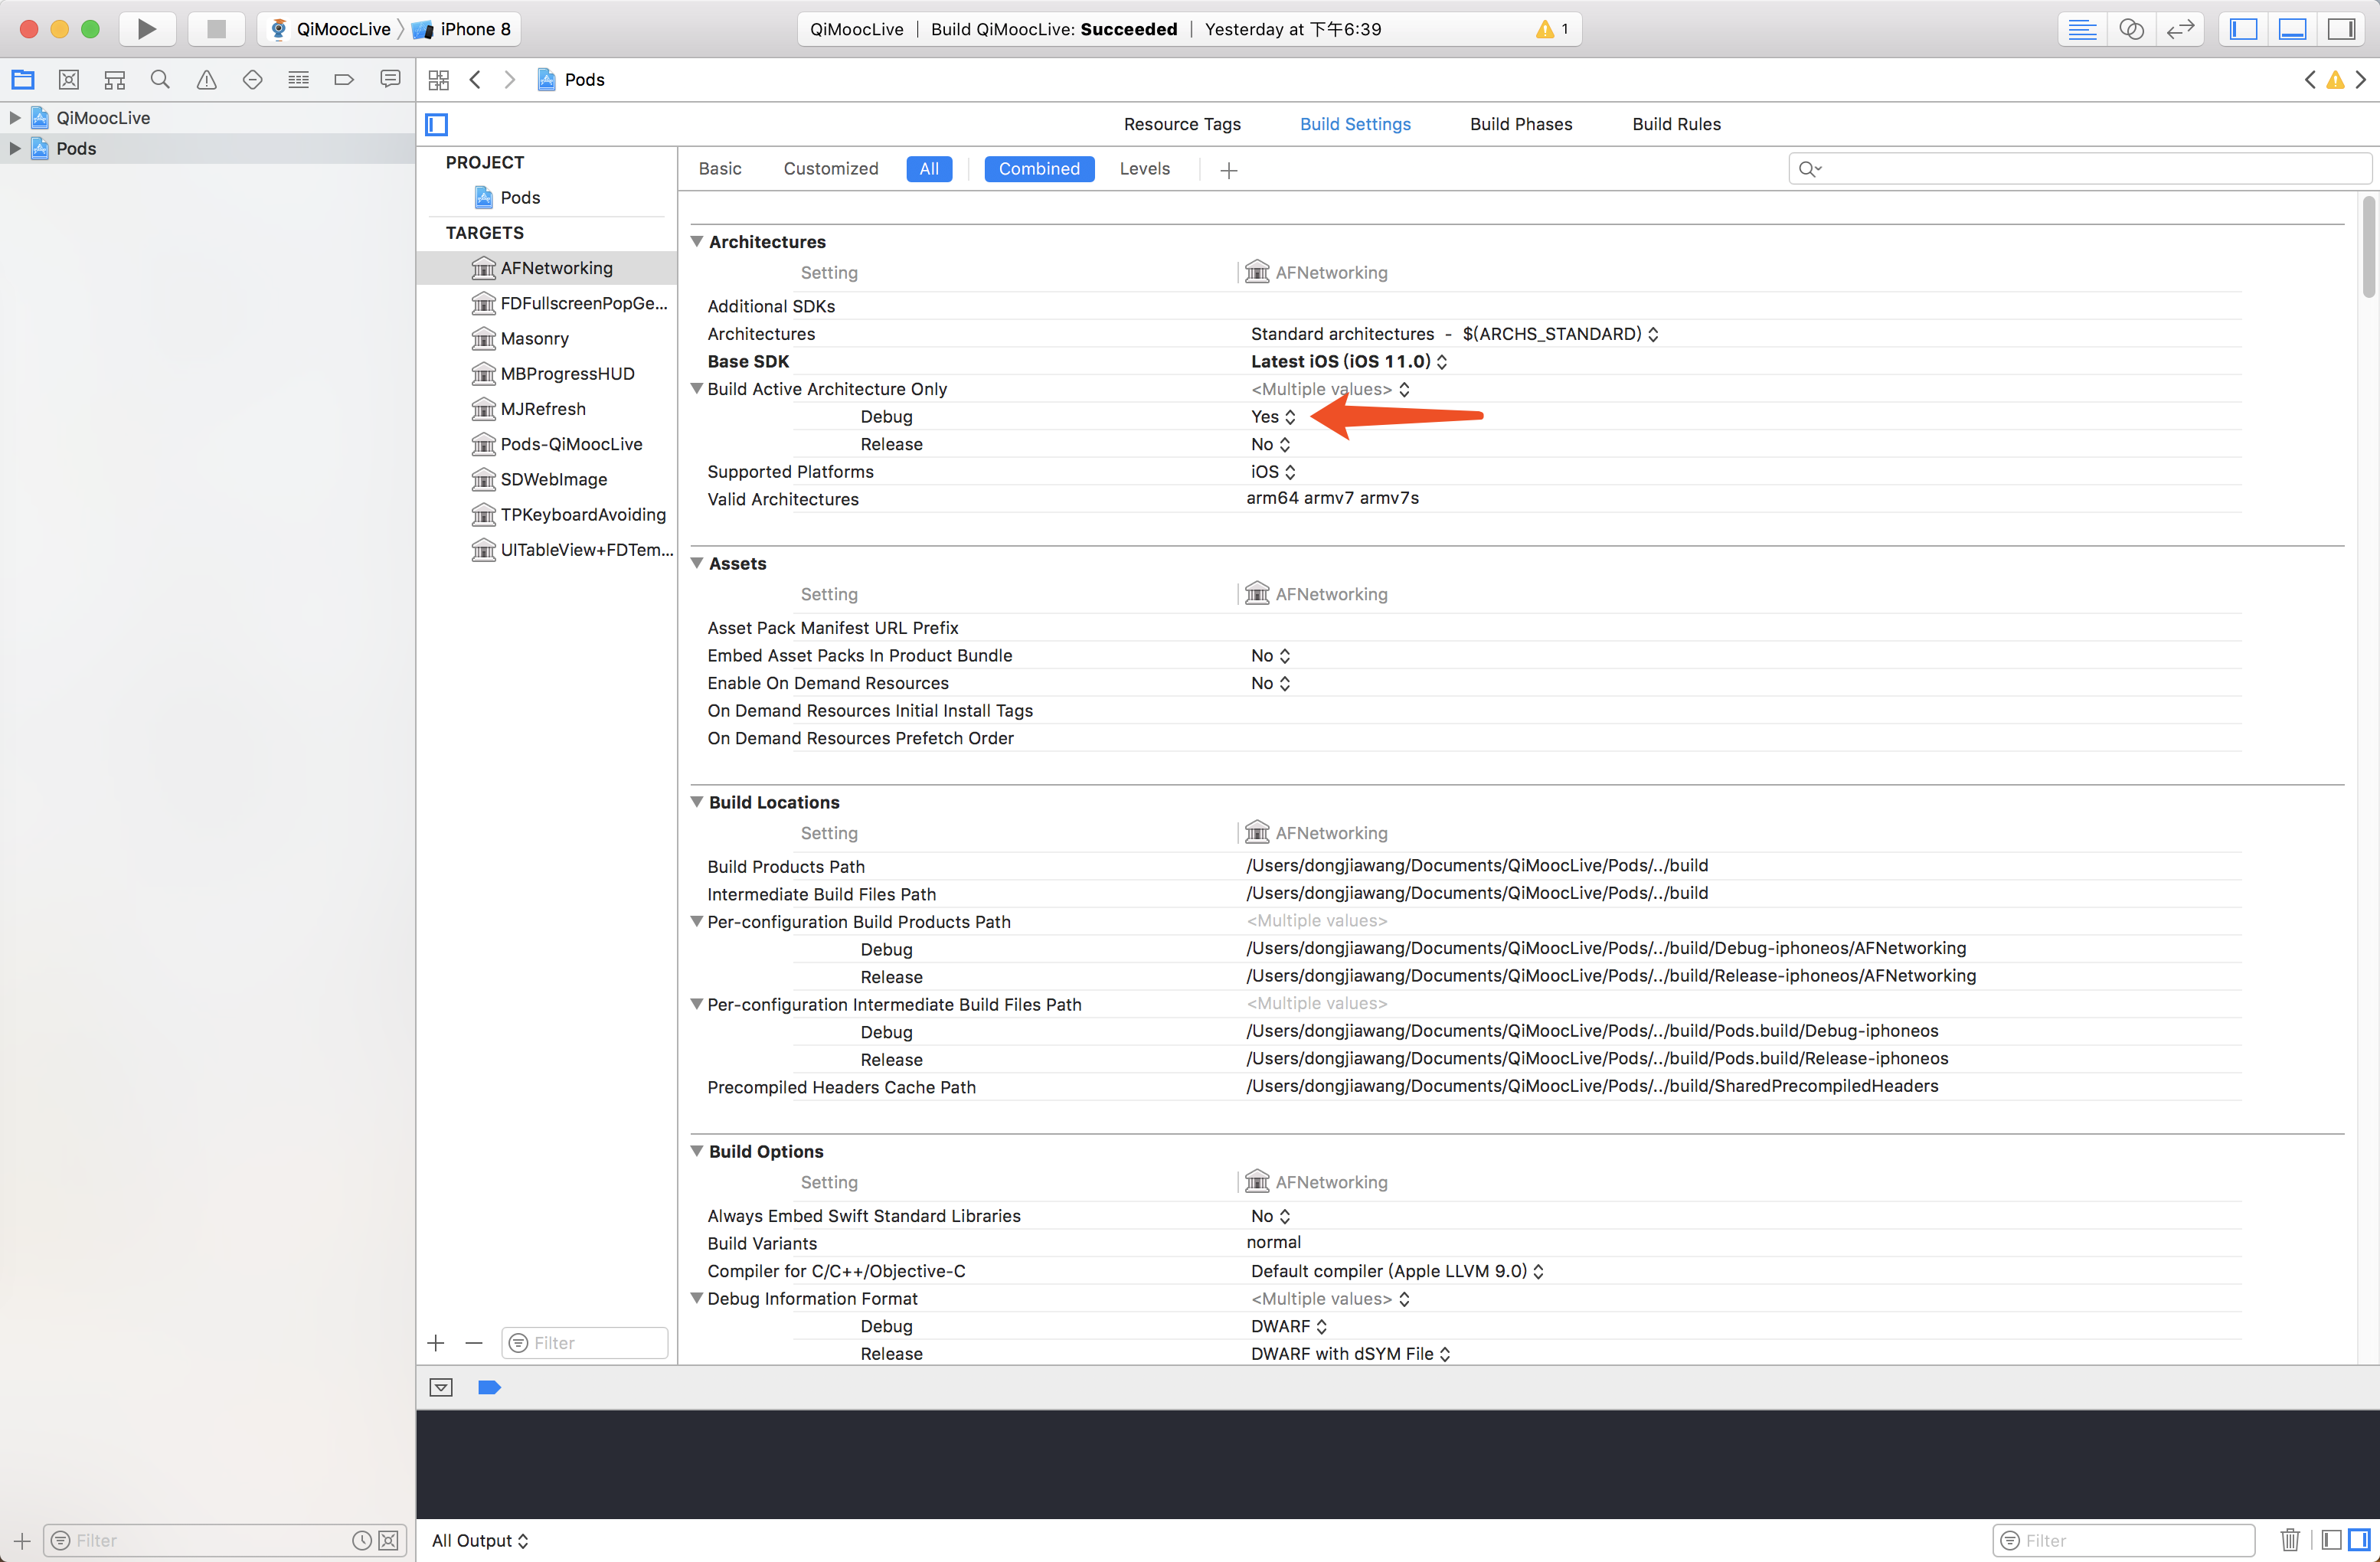 QiMoocLive iPhone 8
QiMoocLive Build QiMoocLive: Succeeded Yesterday at 下午6:39 1
Pods
QiMoocLive
Pods
Resource Tags Build Settings Build Phases Build Rules
Basic Customized All Combined Levels
PROJECT
Pods
TARGETS
AFNetworking
FDFullscreenPopGe...
Masonry
MBProgressHUD
MJRefresh
Pods-QiMoocLive
SDWebImage
TPKeyboardAvoiding
UITableView+FDTem...
Architectures
Setting AFNetworking
Additional SDKs
Architectures Standard architectures - $(ARCHS_STANDARD)
Base SDK Latest iOS (iOS 11.0)
Build Active Architecture Only <Multiple values>
Debug Yes
Release No
Supported Platforms iOS
Valid Architectures arm64 armv7 armv7s
Assets
Setting AFNetworking
Asset Pack Manifest URL Prefix
Embed Asset Packs In Product Bundle No
Enable On Demand Resources No
On Demand Resources Initial Install Tags
On Demand Resources Prefetch Order
Build Locations
Setting AFNetworking
Build Products Path /Users/dongjiawang/Documents/QiMoocLive/Pods/../build
Intermediate Build Files Path /Users/dongjiawang/Documents/QiMoocLive/Pods/../build
Per-configuration Build Products Path <Multiple values>
Debug /Users/dongjiawang/Documents/QiMoocLive/Pods/../build/Debug-iphoneos/AFNetworking
Release /Users/dongjiawang/Documents/QiMoocLive/Pods/../build/Release-iphoneos/AFNetworking
Per-configuration Intermediate Build Files Path <Multiple values>
Debug /Users/dongjiawang/Documents/QiMoocLive/Pods/../build/Pods.build/Debug-iphoneos
Release /Users/dongjiawang/Documents/QiMoocLive/Pods/../build/Pods.build/Release-iphoneos
Precompiled Headers Cache Path /Users/dongjiawang/Documents/QiMoocLive/Pods/../build/SharedPrecompiledHeaders
Build Options
Setting AFNetworking
Always Embed Swift Standard Libraries No
Build Variants normal
Compiler for C/C++/Objective-C Default compiler (Apple LLVM 9.0)
Debug Information Format <Multiple values>
Debug DWARF
Release DWARF with dSYM File
Filter
Filter
All Output
Filter